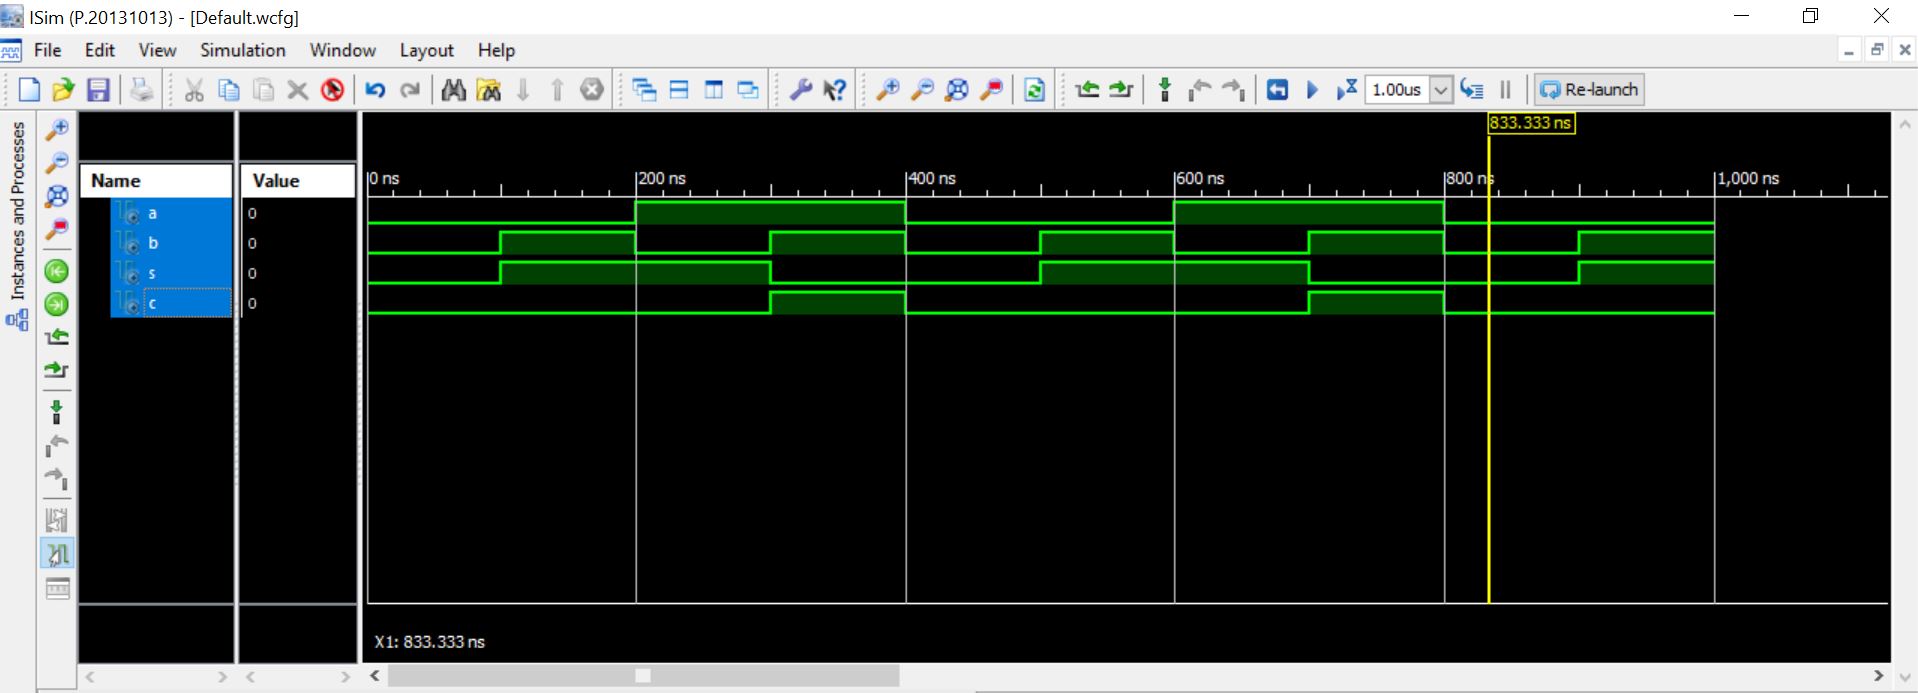 ISim (P.20131013) - [Default.wcfg]
File Edit View Simulation Window Layout Help
1.00us Re-launch
Instances and Processes
833.333 ns
Name Value
0 ns 200 ns 400 ns 600 ns 800 ns 1,000 ns
a 0
b 0
s 0
c 0
X1: 833.333 ns